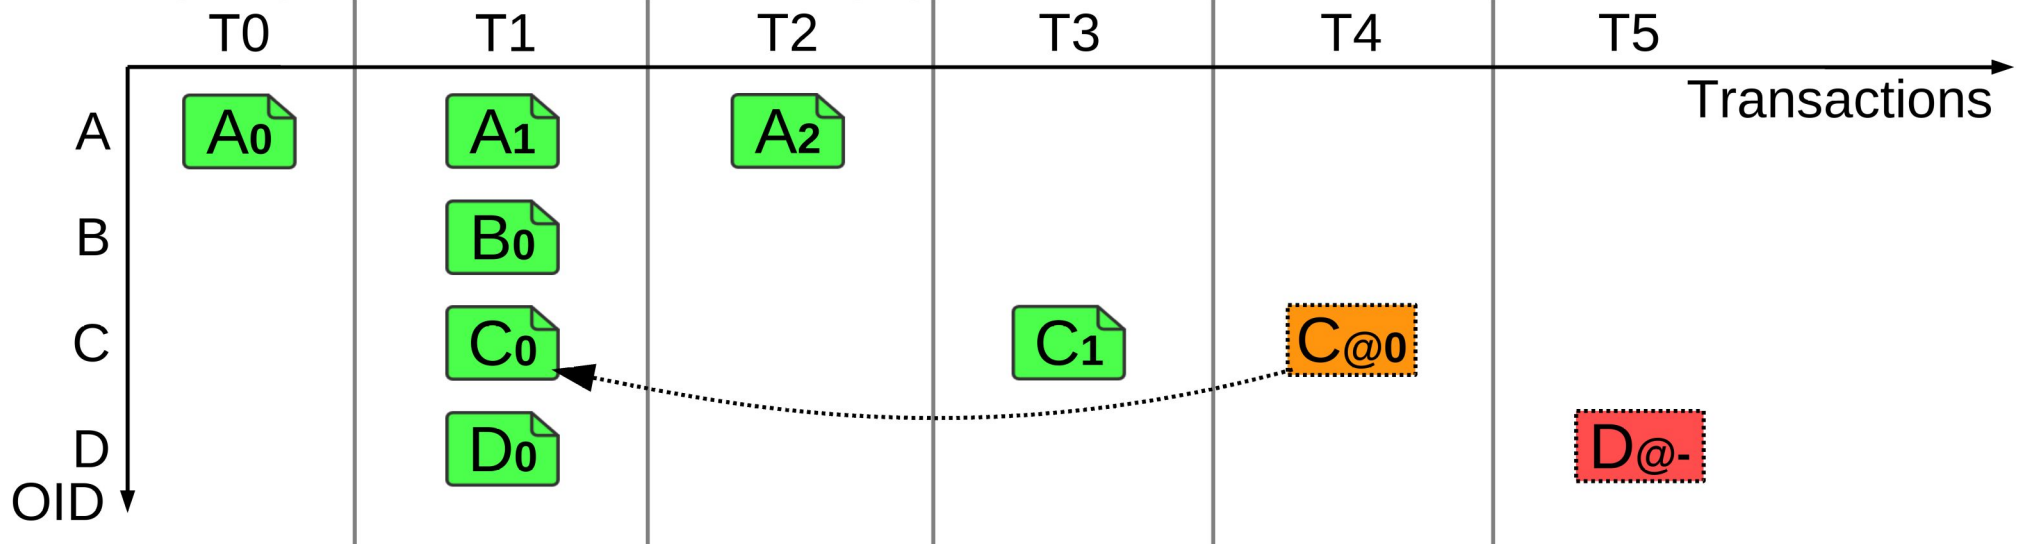 T0 T1 T2 T3 T4 T5
Transactions
A A0 A1 A2
B B0
C C0 C1 C@0
D D0 D@-
OID